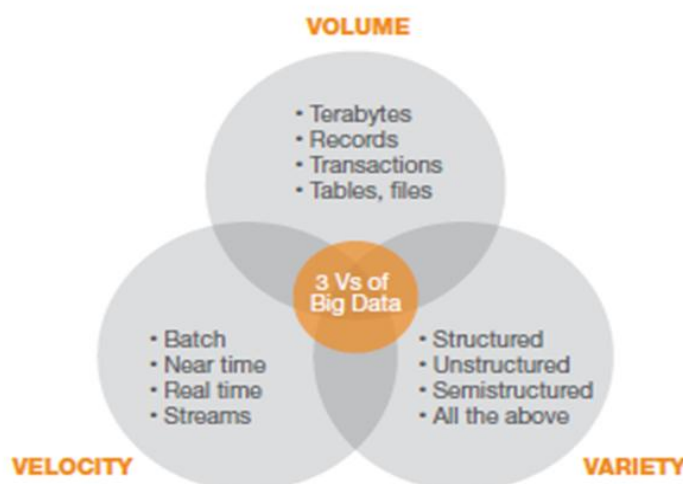 VOLUME
• Terabytes
• Records
• Transactions
• Tables, files
3 Vs of
Big Data
• Batch
• Near time
• Real time
• Streams
• Structured
• Unstructured
• Semistructured
• All the above
VELOCITY
VARIETY